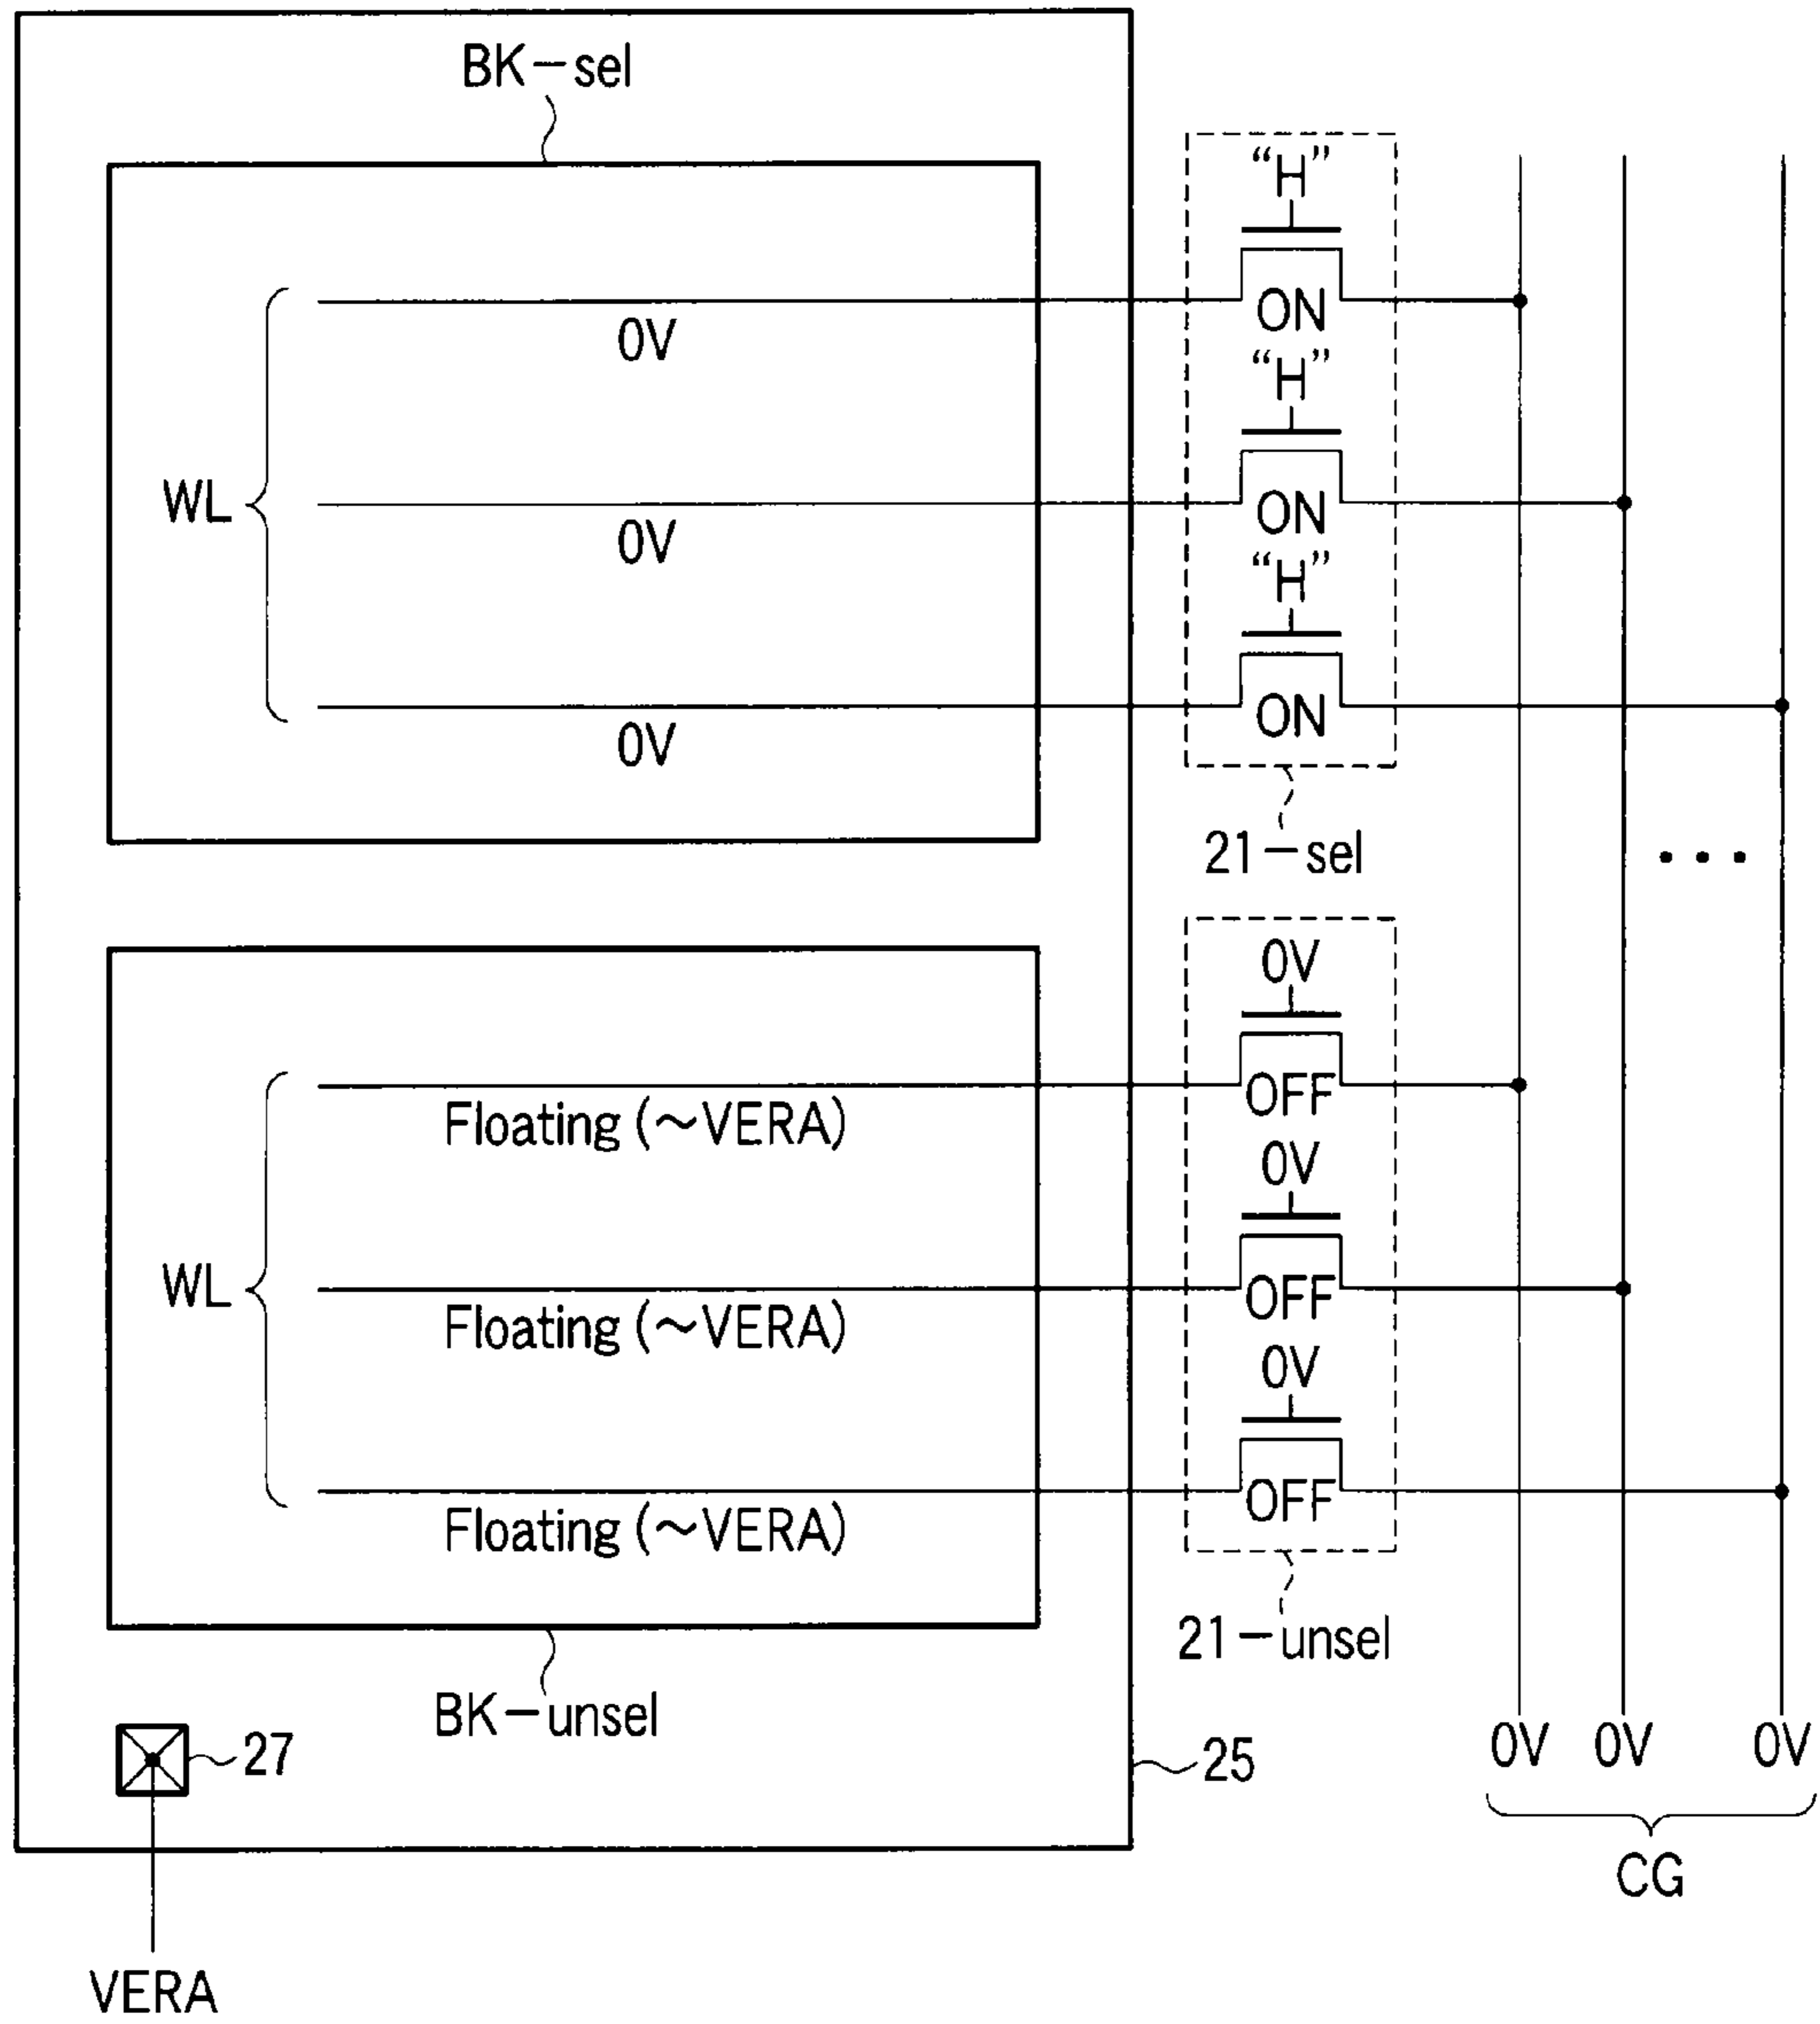 BK-sel
“H”
ON
0V
“H”
WL
ON
0V
“H”
ON
0V
21-sel
...
0V
OFF
Floating (~VERA)
0V
WL
OFF
Floating (~VERA)
0V
OFF
Floating (~VERA)
21-unsel
BK-unsel
27
25
0V 0V 0V
CG
VERA